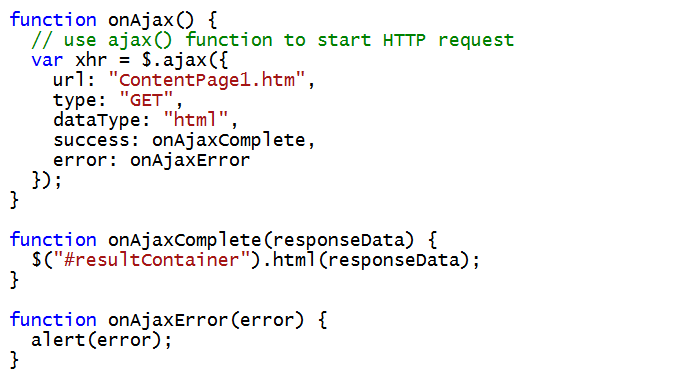 function onAjax() {
  // use ajax() function to start HTTP request
  var xhr = $.ajax({
    url: "ContentPage1.htm",
    type: "GET",
    dataType: "html",
    success: onAjaxComplete,
    error: onAjaxError
  });
}

function onAjaxComplete(responseData) {
  $("#resultContainer").html(responseData);
}

function onAjaxError(error) {
  alert(error);
}